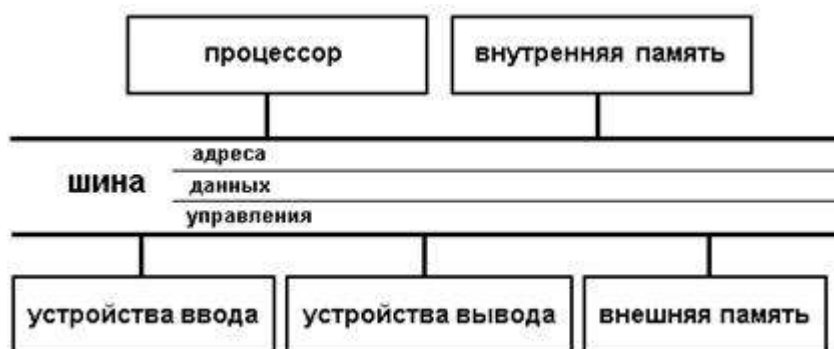 процессор
внутренняя память
шина
адреса
данных
управления
устройства ввода
устройства вывода
внешняя память